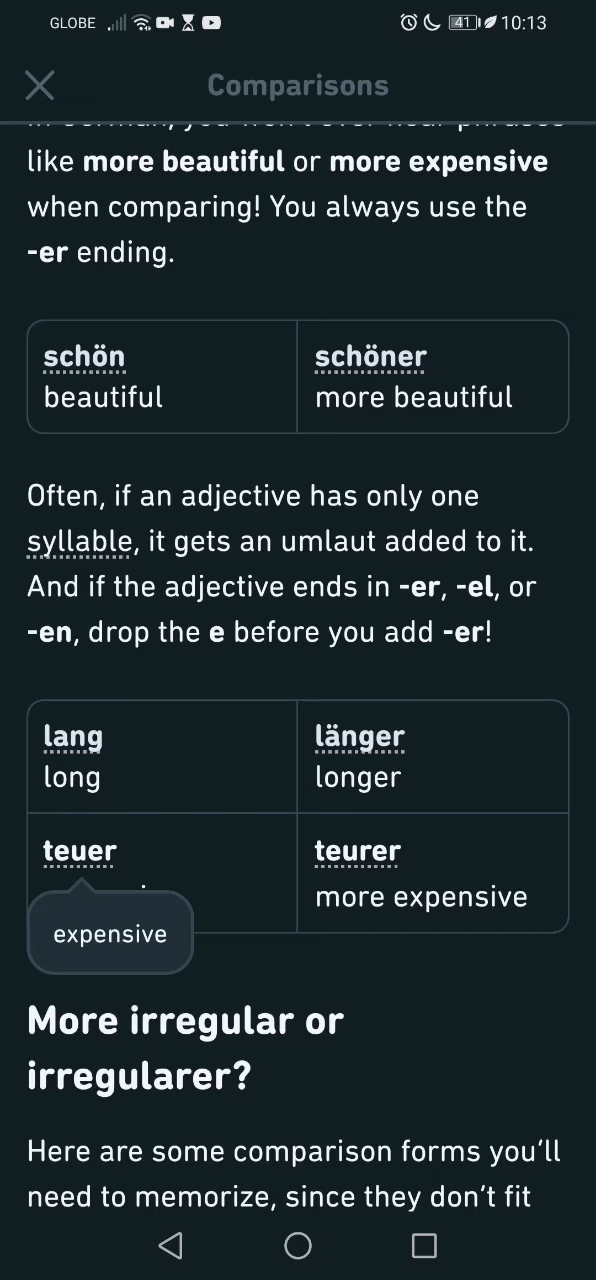 GLOBE
41
10:13
Comparisons
like more beautiful or more expensive
when comparing! You always use the
-er ending.
schön
schöner
beautiful
more beautiful
Often, if an adjective has only one
syllable, it gets an umlaut added to it.
And if the adjective ends in -er, -el, or
-en, drop the e before you add -er!
lang
länger
long
longer
teuer
teurer
more expensive
expensive
More irregular or
irregularer?
Here are some comparison forms you'll
need to memorize, since they don't fit